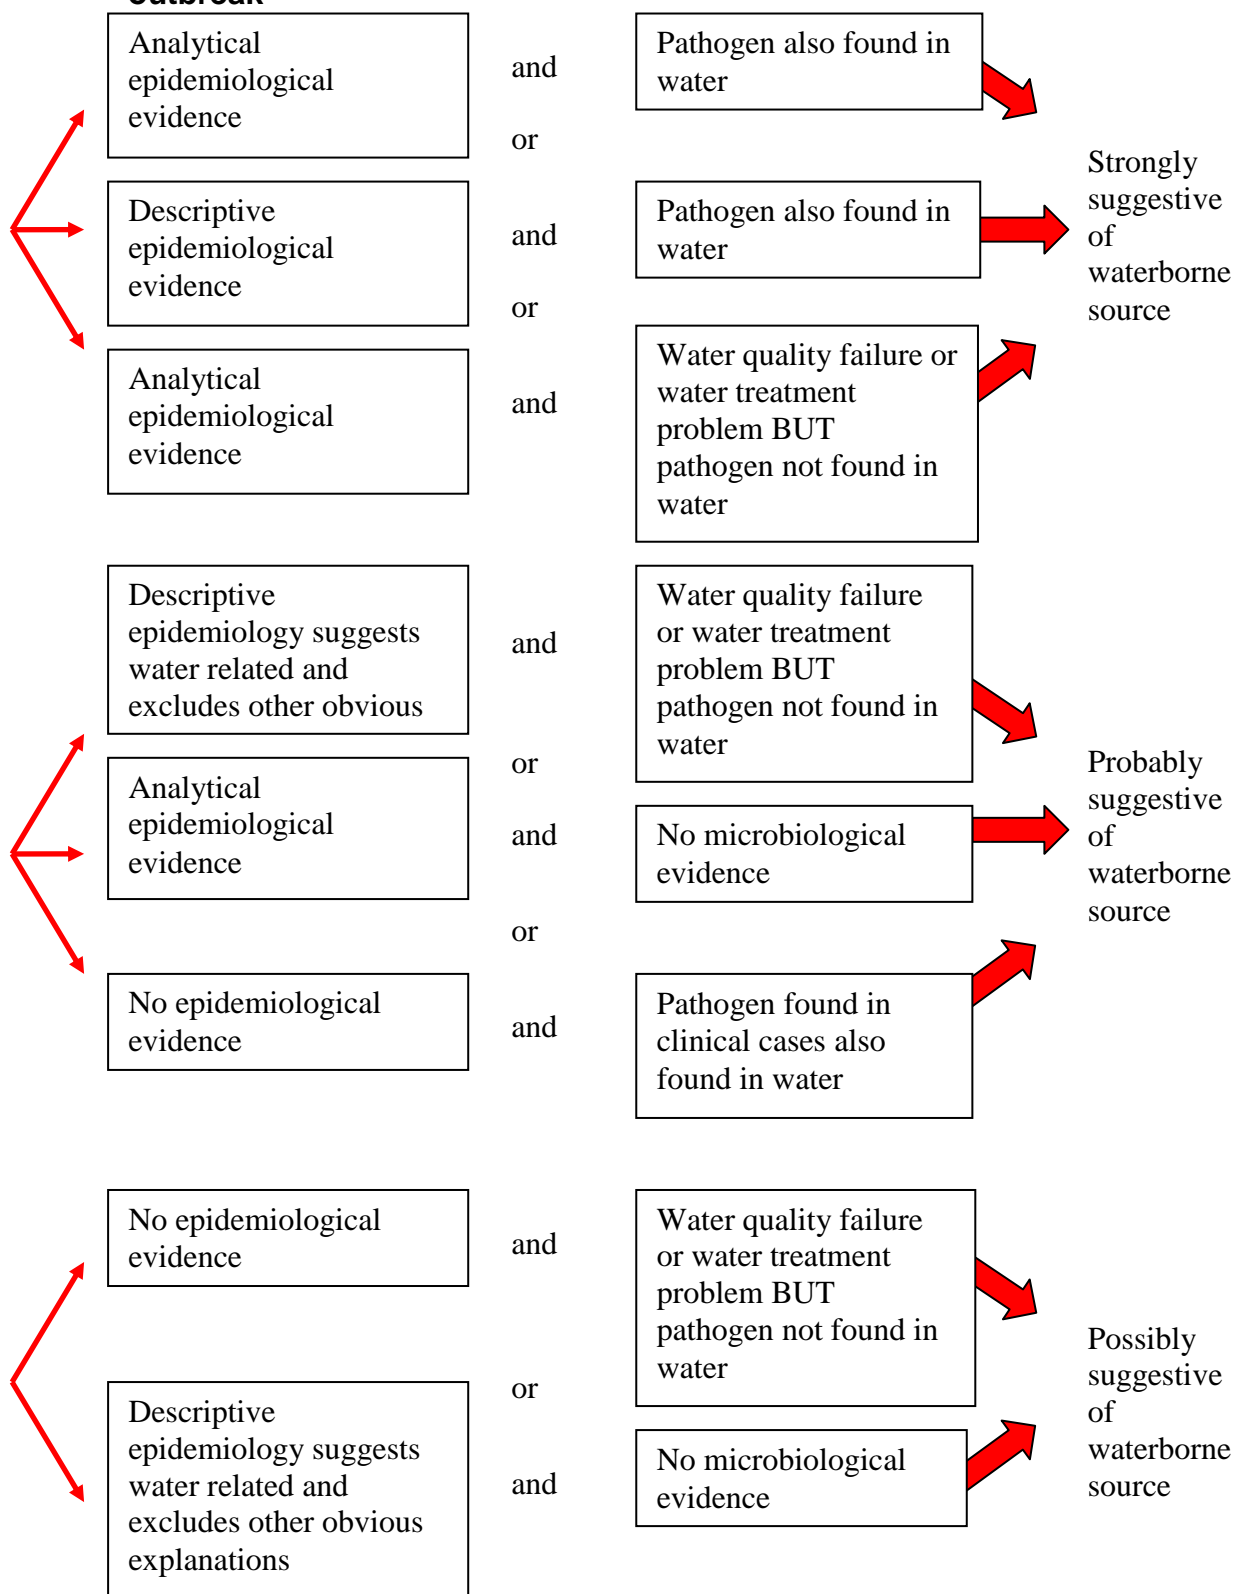 outbreak
Analytical
epidemiological
evidence
and
Pathogen also found in
water
or
Strongly
suggestive
of
waterborne
source
Descriptive
epidemiological
evidence
and
Pathogen also found in
water
or
Analytical
epidemiological
evidence
and
Water quality failure or
water treatment
problem BUT
pathogen not found in
water
Descriptive
epidemiology suggests
water related and
excludes other obvious
and
Water quality failure
or water treatment
problem BUT
pathogen not found in
water
or
Probably
suggestive
of
waterborne
source
Analytical
epidemiological
evidence
and
No microbiological
evidence
or
No epidemiological
evidence
and
Pathogen found in
clinical cases also
found in water
No epidemiological
evidence
and
Water quality failure
or water treatment
problem BUT
pathogen not found in
water
or
Possibly
suggestive
of
waterborne
source
Descriptive
epidemiology suggests
water related and
excludes other obvious
explanations
and
No microbiological
evidence